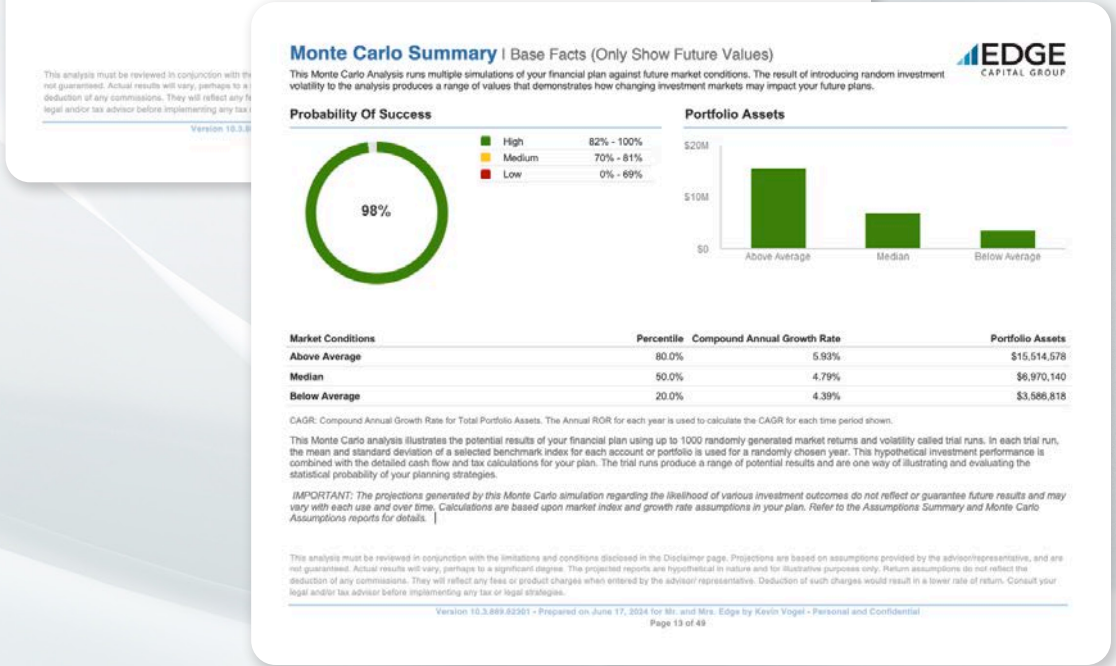 This analysis must be reviewed in conjunction with the
not guaranteed. Actual results will vary, perhaps to a
deduction of any commissions. They will reflect any
legal and/or tax advisor before implementing any tax
Version 10.3.
Monte Carlo Summary | Base Facts (Only Show Future Values)
EDGE
CAPITAL GROUP
This Monte Carlo Analysis runs multiple simulations of your financial plan against future market conditions. The result of introducing random investment
volatility to the analysis produces a range of values that demonstrates how changing investment markets may impact your future plans.
Probability Of Success
98%
High 82% - 100%
Medium 70% - 81%
Low 0% - 69%
Portfolio Assets
$20M
$10M
$0
Above Average Median Below Average
Market Conditions Percentile Compound Annual Growth Rate Portfolio Assets
Above Average 80.0% 5.93% $15,514,578
Median 50.0% 4.79% $6,970,140
Below Average 20.0% 4.39% $3,586,818
CAGR: Compound Annual Growth Rate for Total Portfolio Assets. The Annual ROR for each year is used to calculate the CAGR for each time period shown.
This Monte Carlo analysis illustrates the potential results of your financial plan using up to 1000 randomly generated market returns and volatility called trial runs. In each trial run,
the mean and standard deviation of a selected benchmark index for each account or portfolio is used for a randomly chosen year. This hypothetical investment performance is
combined with the detailed cash flow and tax calculations for your plan. The trial runs produce a range of potential results and are one way of illustrating and evaluating the
statistical probability of your planning strategies.
IMPORTANT: The projections generated by this Monte Carlo simulation regarding the likelihood of various investment outcomes do not reflect or guarantee future results and may
vary with each use and over time. Calculations are based upon market index and growth rate assumptions in your plan. Refer to the Assumptions Summary and Monte Carlo
Assumptions reports for details.
This analysis must be reviewed in conjunction with the limitations and conditions disclosed in the Disclaimer page. Projections are based on assumptions provided by the advisor/representative, and are
not guaranteed. Actual results will vary, perhaps to a significant degree. The projected reports are hypothetical in nature and for illustrative purposes only. Return assumptions do not reflect the
deduction of any commissions. They will reflect any fees or product charges when entered by the advisor/ representative. Deduction of such charges would result in a lower rate of return. Consult your
legal and/or tax advisor before implementing any tax or legal strategies.
Version 10.3.889.82301 - Prepared on June 17, 2024 for Mr. and Mrs. Edge by Kevin Vogel - Personal and Confidential
Page 13 of 49